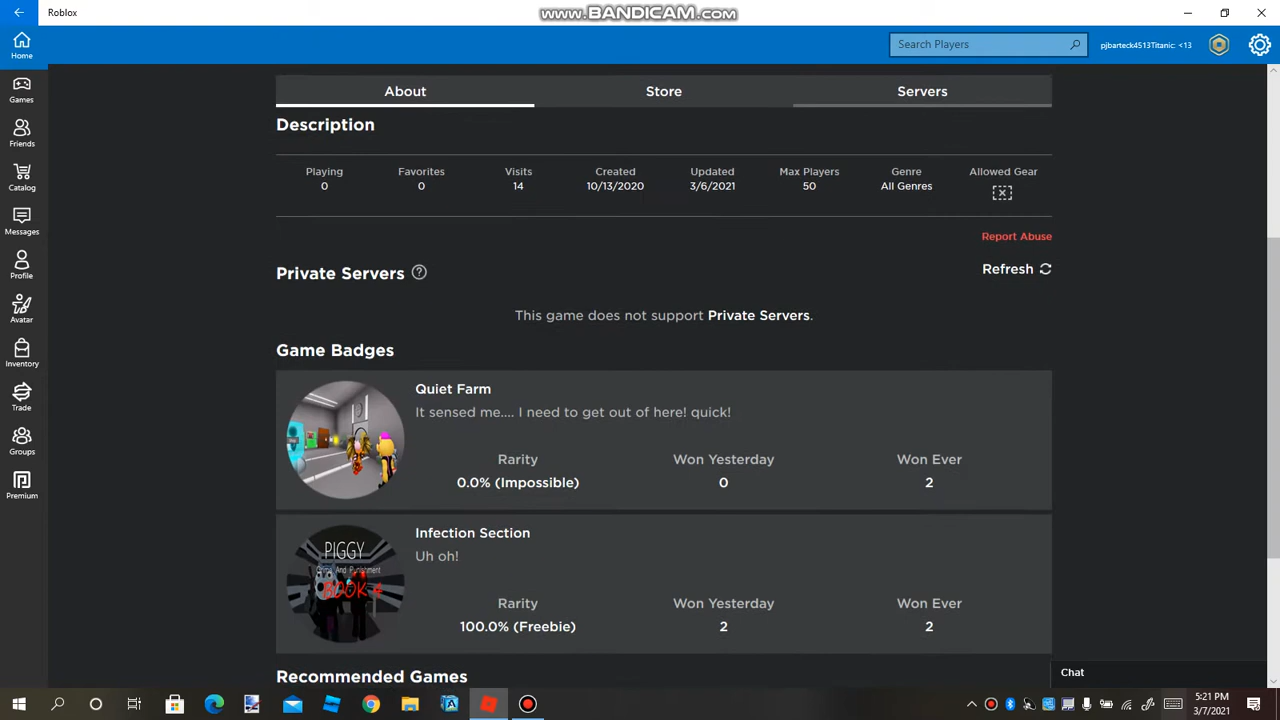 Roblox
www.BANDICAM.com
Home
Search Players
pjbarteck4513Titanic: <13
Games
Friends
Catalog
Messages
Profile
Avatar
Inventory
Trade
Groups
Premium
About Store Servers
Description
Playing Favorites Visits Created Updated Max Players Genre Allowed Gear
0 0 14 10/13/2020 3/6/2021 50 All Genres
Report Abuse
Private Servers ? Refresh
This game does not support Private Servers.
Game Badges
Quiet Farm
It sensed me.... I need to get out of here! quick!
Rarity Won Yesterday Won Ever
0.0% (Impossible) 0 2
Infection Section
Uh oh!
PIGGY
And Punishment
BOOK
Rarity Won Yesterday Won Ever
100.0% (Freebie) 2 2
Recommended Games
Chat
5:21 PM
3/7/2021